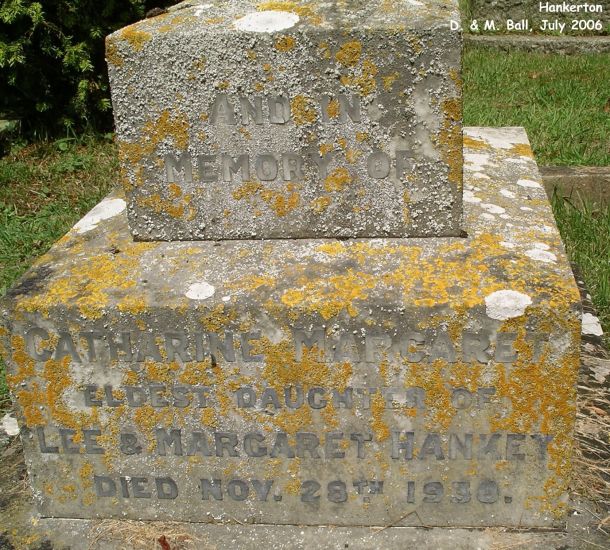 Hankerton
D. & M. Ball, July 2006
AND IN
MEMORY OF
CATHARINE MARGARET
ELDEST DAUGHTER OF
LEE & MARGARET HANKEY
DIED NOV. 28TH 1938.